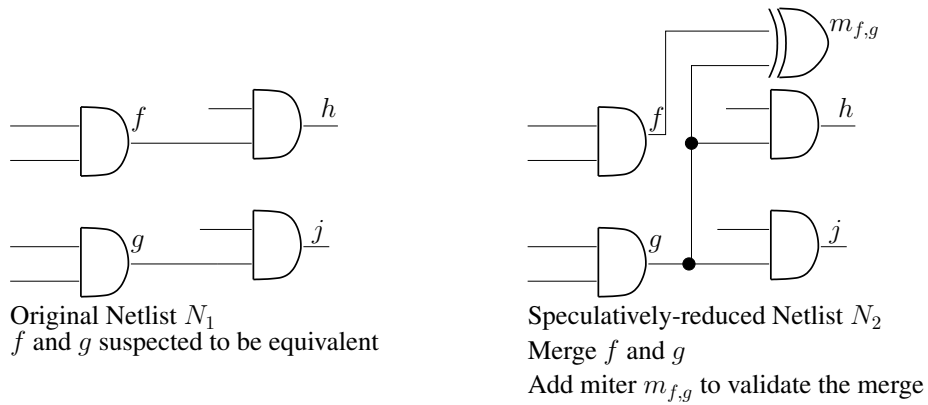 m_{f,g}
f
h
f
h
g
j
g
j
Original Netlist N_1
f and g suspected to be equivalent
Speculatively-reduced Netlist N_2
Merge f and g
Add miter m_{f,g} to validate the merge